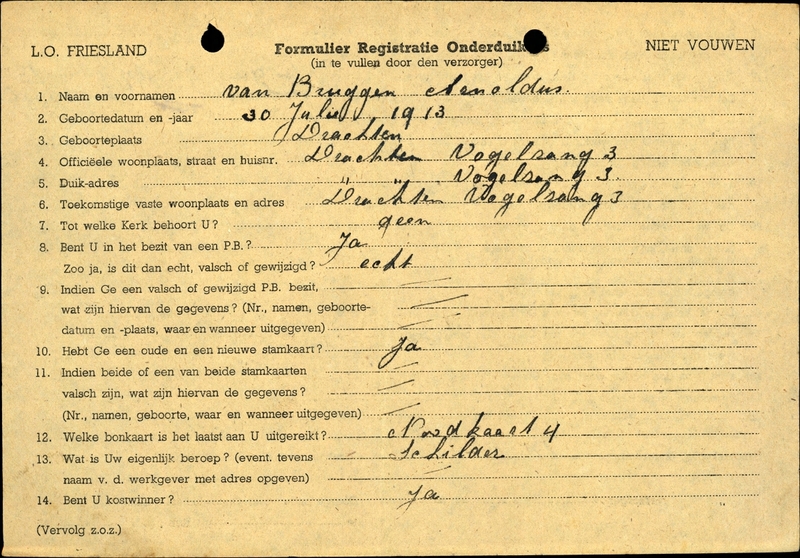 L.O. FRIESLAND
Formulier Registratie Onderduikers
NIET VOUWEN
(in te vullen door den verzorger)
1. Naam en voornamen van Bruggen Arnoldus.
2. Geboortedatum en -jaar 30 Julie 1913
3. Geboorteplaats Drachten
4. Officiëele woonplaats, straat en huisnr. Drachten Vogelsang 3
5. Duik-adres " " Vogelsang 3.
6. Toekomstige vaste woonplaats en adres Drachten Vogelsang 3
7. Tot welke Kerk behoort U? geen
8. Bent U in het bezit van een P.B.? Ja
Zoo ja, is dit dan echt, valsch of gewijzigd? echt
9. Indien Ge een valsch of gewijzigd P.B. bezit,
wat zijn hiervan de gegevens? (Nr., namen, geboorte-
datum en -plaats, waar en wanneer uitgegeven)
10. Hebt Ge een oude en een nieuwe stamkaart? Ja
11. Indien beide of een van beide stamkaarten
valsch zijn, wat zijn hiervan de gegevens?
(Nr., namen, geboorte, waar en wanneer uitgegeven)
12. Welke bonkaart is het laatst aan U uitgereikt? Noodkaart 4
13. Wat is Uw eigenlijk beroep? (event. tevens Schilder
naam v. d. werkgever met adres opgeven)
14. Bent U kostwinner? ja
(Vervolg z.o.z.)